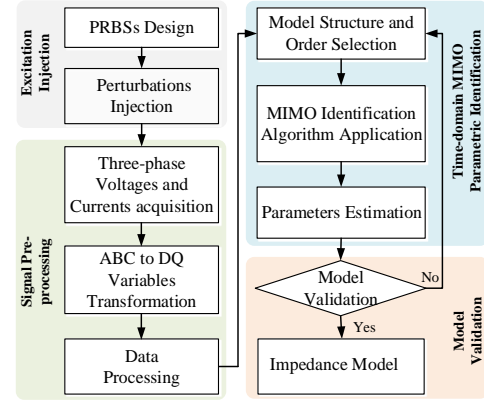 Excitation
Injection
PRBSs Design
Perturbations
Injection
Signal Pre-
processing
Three-phase
Voltages and
Currents acquisition
ABC to DQ
Variables
Transformation
Data
Processing
Model Structure and
Order Selection
MIMO Identification
Algorithm Application
Parameters Estimation
Time-domain MIMO
Parametric Identification
Model
Validation
No
Yes
Impedance Model
Model
Validation